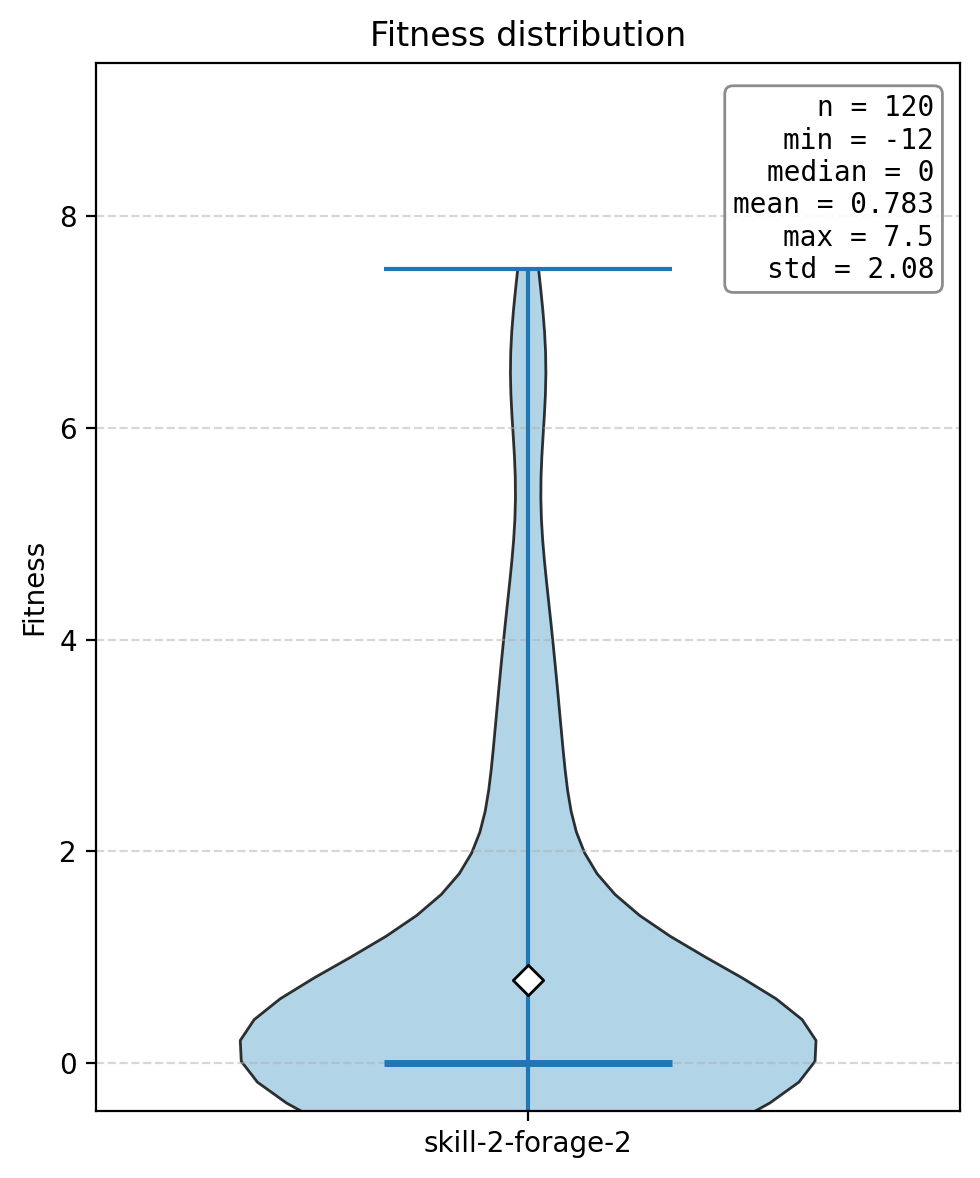 Fitness distribution
n = 120
min = -12
median = 0
mean = 0.783
max = 7.5
std = 2.08
8
6
4
2
0
Fitness
skill-2-forage-2